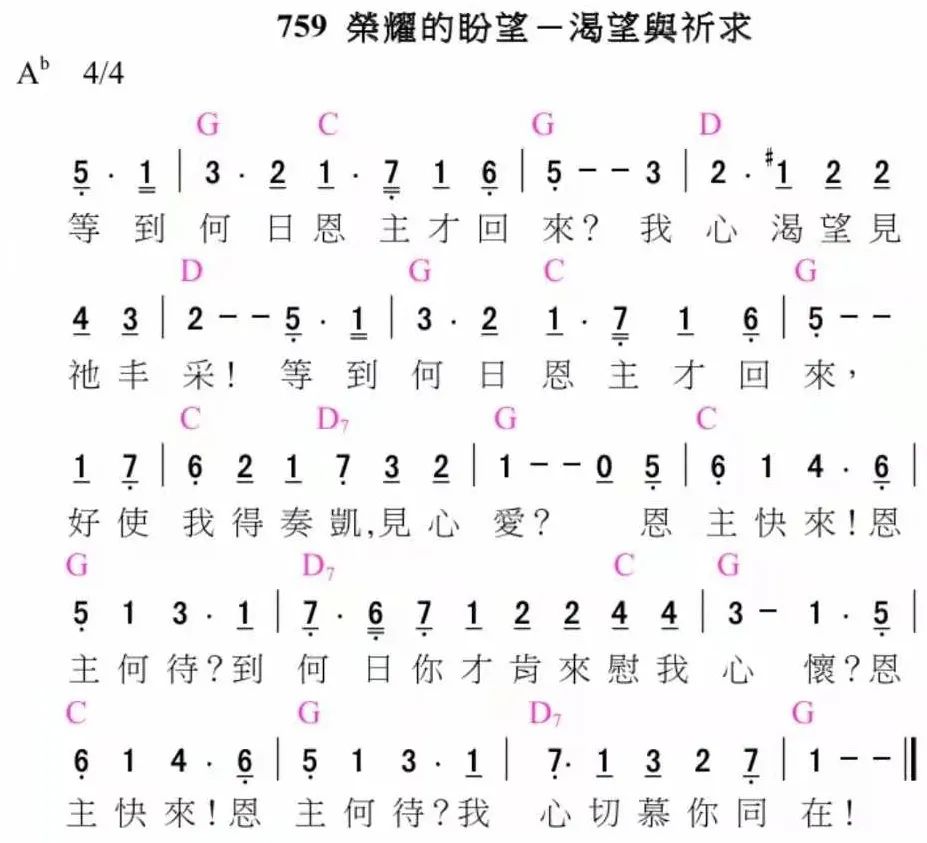 759 榮耀的盼望－渴望與祈求
A♭ 4/4
G C G D
5̣ · 1 | 3 · 2 1 · 7̣ 1 6̣ | 5̣ - - 3 | 2 · #1 2 2
等到何日恩主才回來？我心渴望見
D G C G
4 3 | 2 - - 5̣ · 1 | 3 · 2 1 · 7̣ 1 6̣ | 5̣ - -
祂丰采！等到何日恩主才回來，
C D7 G C
1 7̣ | 6̣ 2 1 7̣ 3 2 | 1 - - 0 5̣ | 6̣ 1 4 · 6̣ |
好使我得奏凱,見心愛？恩主快來！恩
G D7 C G
5̣ 1 3 · 1 | 7̣ · 6̣ 7̣ 1 2 2 4 4 | 3 - 1 · 5̣ |
主何待？到何日你才肯來慰我心懷？恩
C G D7 G
6̣ 1 4 · 6̣ | 5̣ 1 3 · 1 | 7̣· 1 3 2 7̣ | 1 - - ‖
主快來！恩主何待？我心切慕你同在！